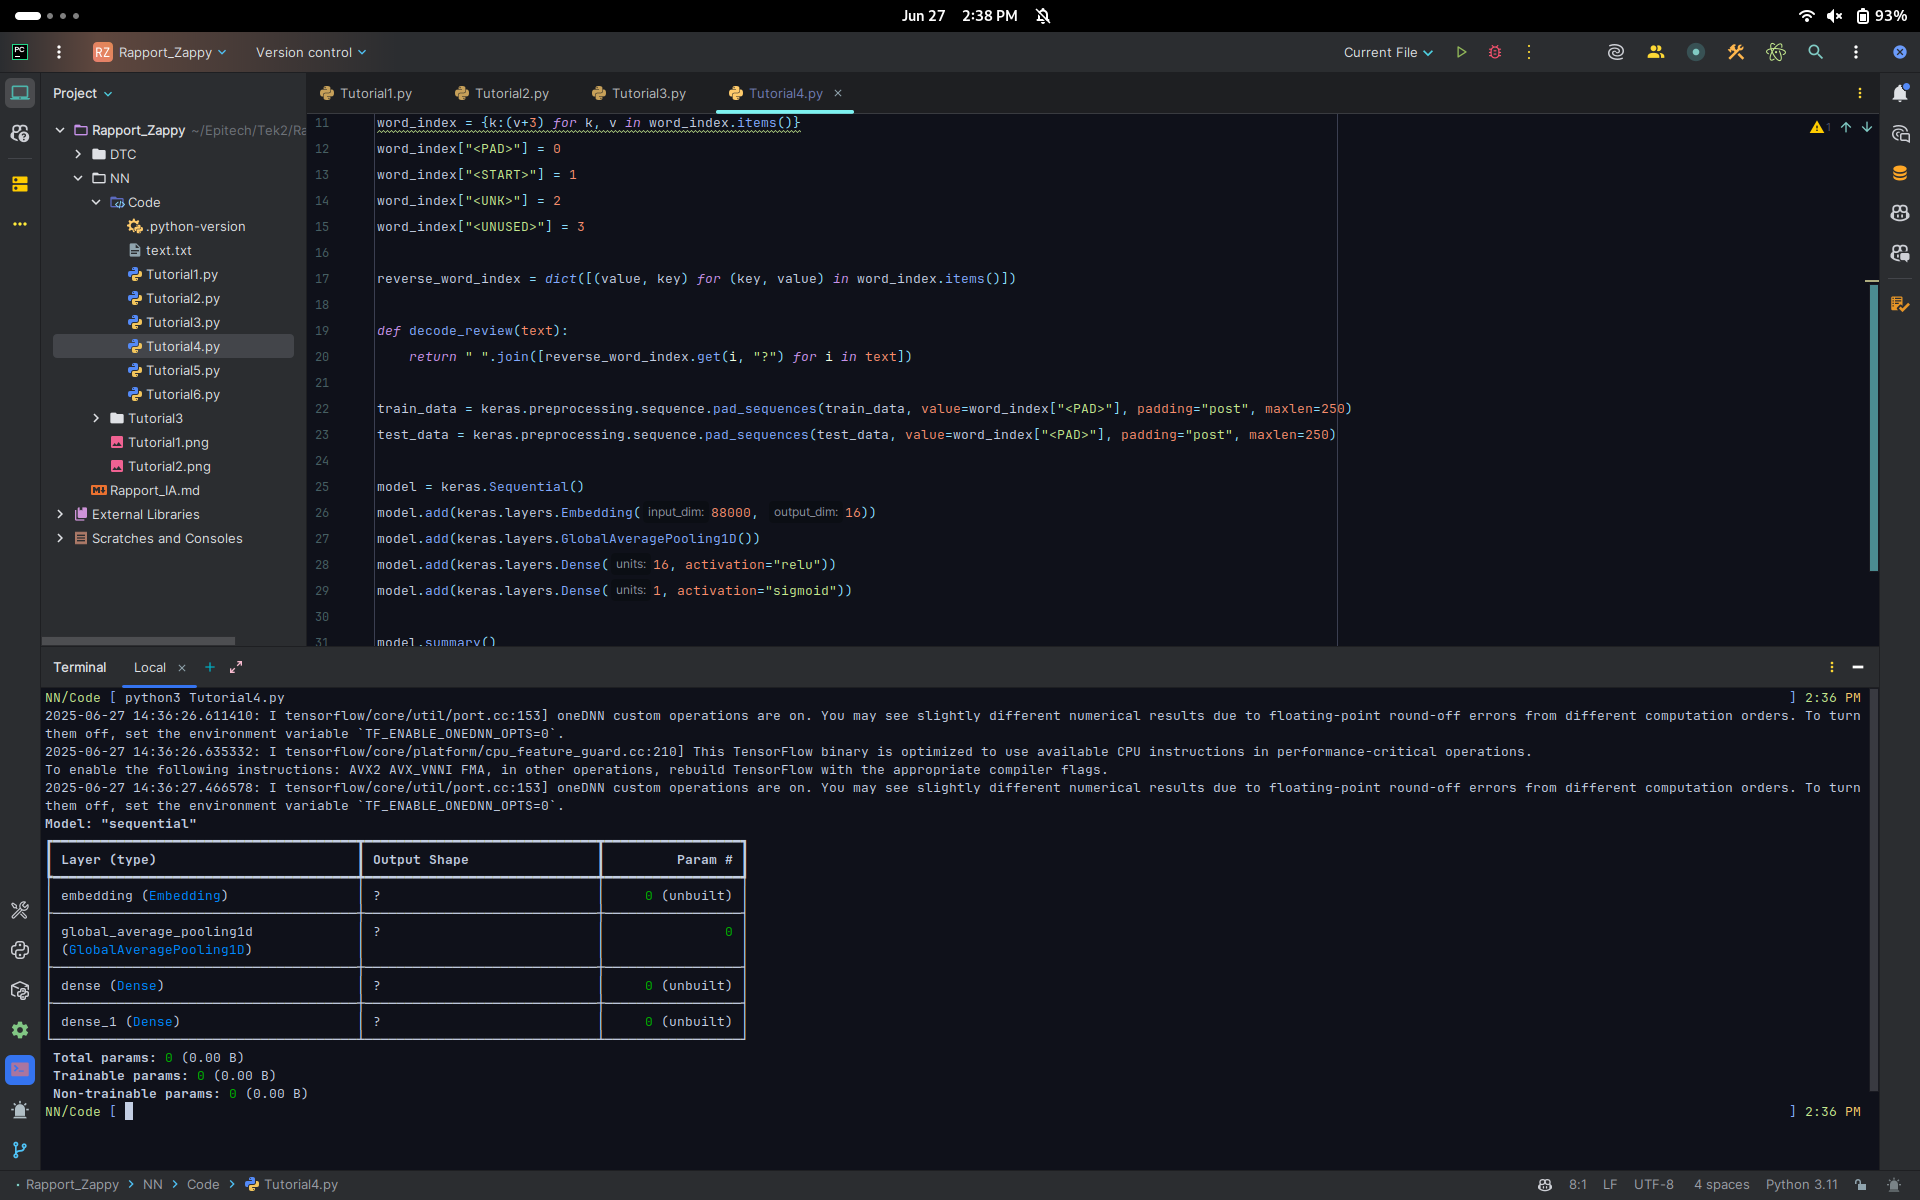 Jun 27 2:38 PM
93%
PC
RZ Rapport_Zappy Version control
Current File
Project
Tutorial1.py Tutorial2.py Tutorial3.py Tutorial4.py
Rapport_Zappy ~/Epitech/Tek2/Ra
DTC
NN
Code
.python-version
text.txt
Tutorial1.py
Tutorial2.py
Tutorial3.py
Tutorial4.py
Tutorial5.py
Tutorial6.py
Tutorial3
Tutorial1.png
Tutorial2.png
Rapport_IA.md
External Libraries
Scratches and Consoles
1
11 word_index = {k:(v+3) for k, v in word_index.items()}
12 word_index["<PAD>"] = 0
13 word_index["<START>"] = 1
14 word_index["<UNK>"] = 2
15 word_index["<UNUSED>"] = 3
16
17 reverse_word_index = dict([(value, key) for (key, value) in word_index.items()])
18
19 def decode_review(text):
20 return " ".join([reverse_word_index.get(i, "?") for i in text])
21
22 train_data = keras.preprocessing.sequence.pad_sequences(train_data, value=word_index["<PAD>"], padding="post", maxlen=250)
23 test_data = keras.preprocessing.sequence.pad_sequences(test_data, value=word_index["<PAD>"], padding="post", maxlen=250)
24
25 model = keras.Sequential()
26 model.add(keras.layers.Embedding( input_dim: 88000, output_dim: 16))
27 model.add(keras.layers.GlobalAveragePooling1D())
28 model.add(keras.layers.Dense( units: 16, activation="relu"))
29 model.add(keras.layers.Dense( units: 1, activation="sigmoid"))
30
31 model.summary()
Terminal Local
NN/Code [ python3 Tutorial4.py ] 2:36 PM
2025-06-27 14:36:26.611410: I tensorflow/core/util/port.cc:153] oneDNN custom operations are on. You may see slightly different numerical results due to floating-point round-off errors from different computation orders. To turn
them off, set the environment variable `TF_ENABLE_ONEDNN_OPTS=0`.
2025-06-27 14:36:26.635332: I tensorflow/core/platform/cpu_feature_guard.cc:210] This TensorFlow binary is optimized to use available CPU instructions in performance-critical operations.
To enable the following instructions: AVX2 AVX_VNNI FMA, in other operations, rebuild TensorFlow with the appropriate compiler flags.
2025-06-27 14:36:27.466578: I tensorflow/core/util/port.cc:153] oneDNN custom operations are on. You may see slightly different numerical results due to floating-point round-off errors from different computation orders. To turn
them off, set the environment variable `TF_ENABLE_ONEDNN_OPTS=0`.
Model: "sequential"
Layer (type) Output Shape Param #
embedding (Embedding) ? 0 (unbuilt)
global_average_pooling1d ? 0
(GlobalAveragePooling1D)
dense (Dense) ? 0 (unbuilt)
dense_1 (Dense) ? 0 (unbuilt)
Total params: 0 (0.00 B)
Trainable params: 0 (0.00 B)
Non-trainable params: 0 (0.00 B)
NN/Code [ ] 2:36 PM
Rapport_Zappy > NN > Code > Tutorial4.py
8:1 LF UTF-8 4 spaces Python 3.11